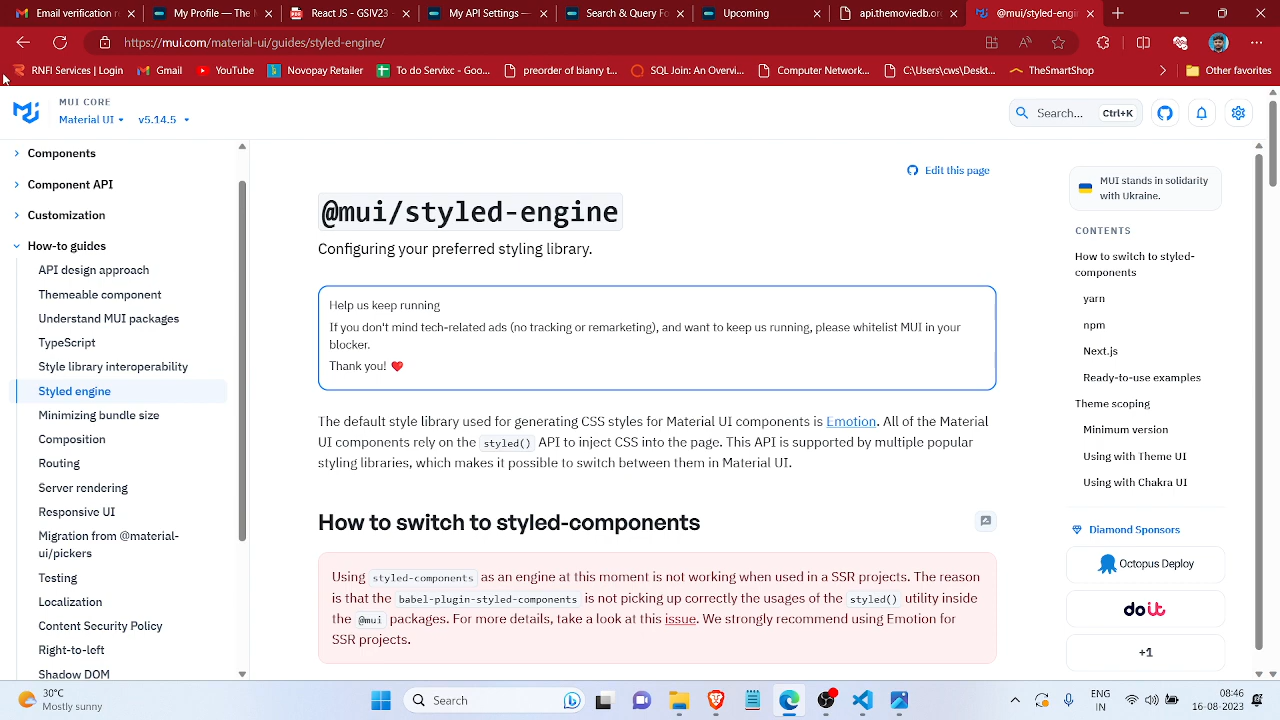 Email verification re
My Profile — The M
React JS - GSIV23 -
My API Settings —
Search & Query Fo
Upcoming
api.themoviedb.or
@mui/styled-engin
https://mui.com/material-ui/guides/styled-engine/
RNFI Services | Login
Gmail
YouTube
Novopay Retailer
To do Servixc - Goo...
preorder of bianry t...
SQL Join: An Overvi...
Computer Network...
C:\Users\cws\Deskt...
TheSmartShop
Other favorites
MUI CORE
Material UI
v5.14.5
Search...
Ctrl+K
Components
Component API
Customization
How-to guides
API design approach
Themeable component
Understand MUI packages
TypeScript
Style library interoperability
Styled engine
Minimizing bundle size
Composition
Routing
Server rendering
Responsive UI
Migration from @material-
ui/pickers
Testing
Localization
Content Security Policy
Right-to-left
Shadow DOM
Edit this page
@mui/styled-engine
Configuring your preferred styling library.
Help us keep running
If you don't mind tech-related ads (no tracking or remarketing), and want to keep us running, please whitelist MUI in your
blocker.
Thank you! ❤️
The default style library used for generating CSS styles for Material UI components is Emotion. All of the Material
UI components rely on the styled() API to inject CSS into the page. This API is supported by multiple popular
styling libraries, which makes it possible to switch between them in Material UI.
How to switch to styled-components
Using styled-components as an engine at this moment is not working when used in a SSR projects. The reason
is that the babel-plugin-styled-components is not picking up correctly the usages of the styled() utility inside
the @mui packages. For more details, take a look at this issue. We strongly recommend using Emotion for
SSR projects.
MUI stands in solidarity
with Ukraine.
CONTENTS
How to switch to styled-
components
yarn
npm
Next.js
Ready-to-use examples
Theme scoping
Minimum version
Using with Theme UI
Using with Chakra UI
Diamond Sponsors
Octopus Deploy
doit
+1
30°C
Mostly sunny
Search
ENG
IN
08:46
16-08-2023